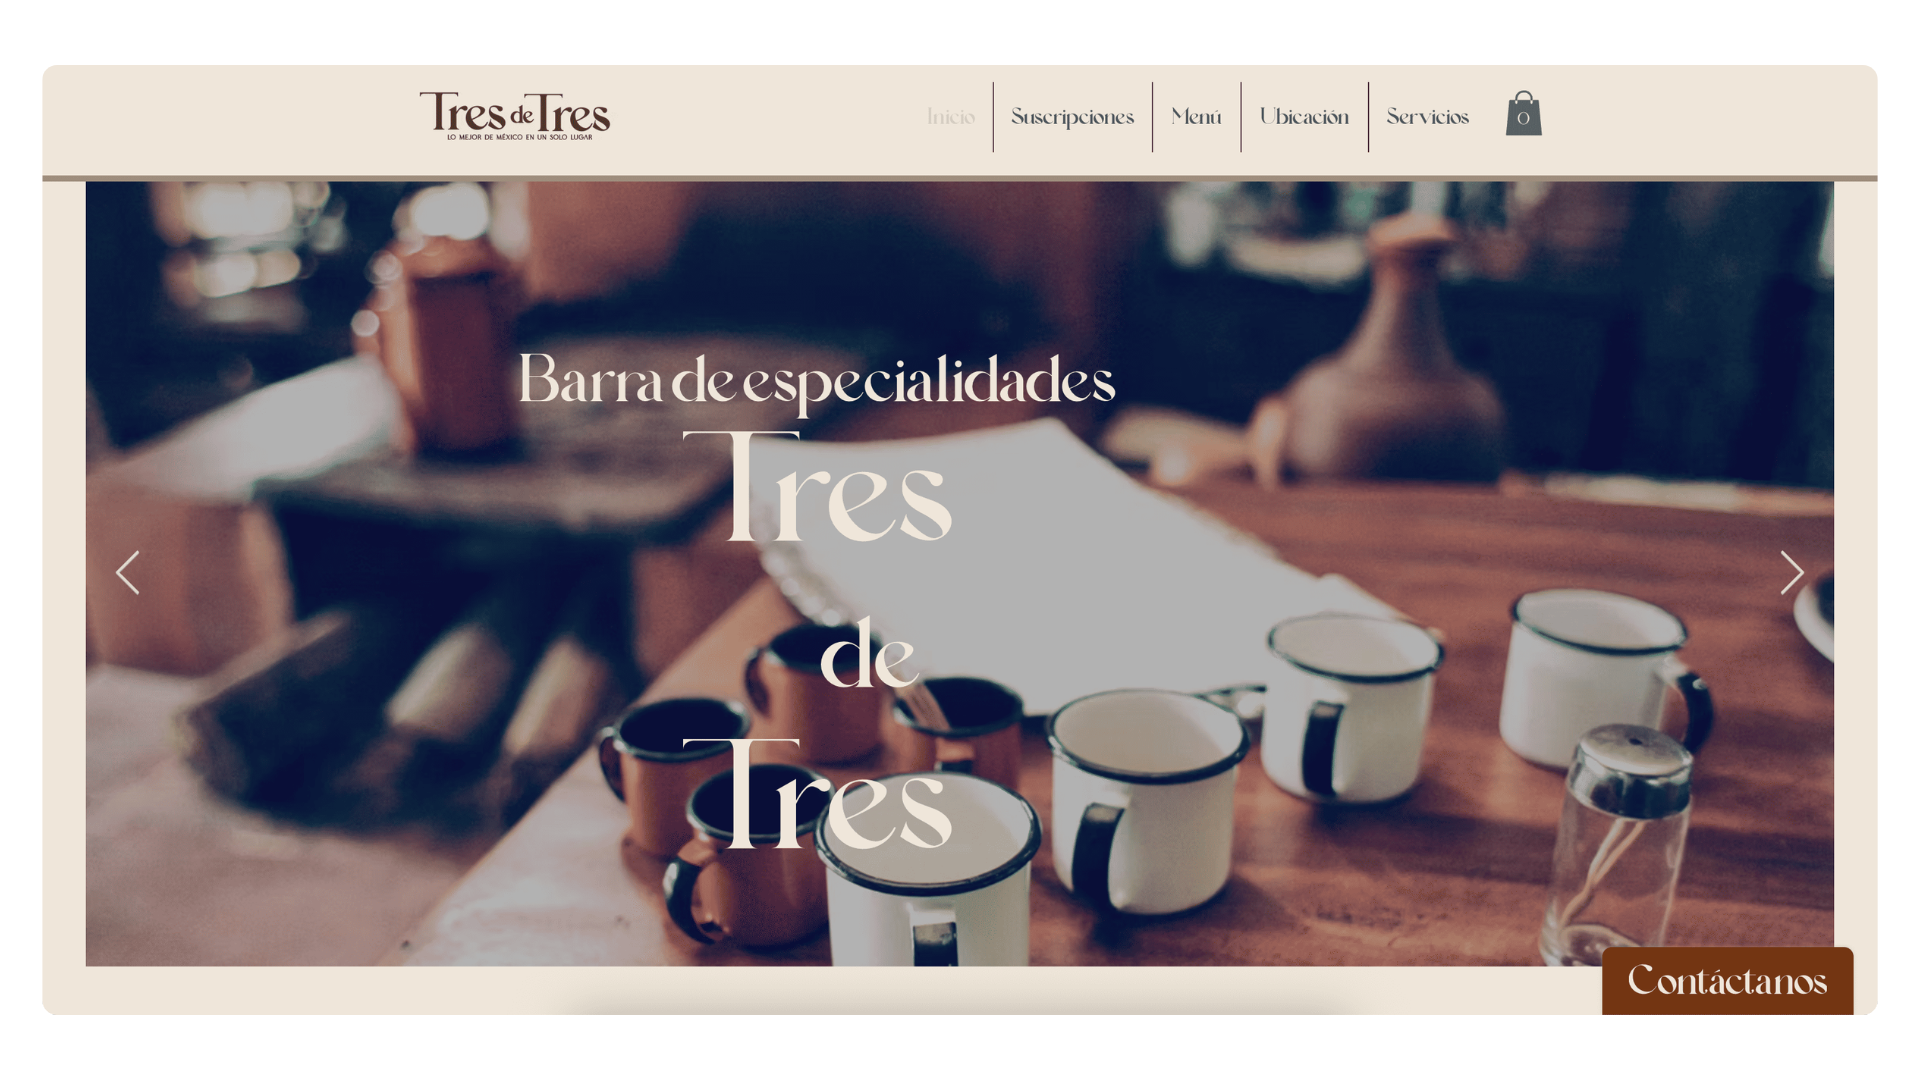 Tres de Tres
LO MEJOR DE MÉXICO EN UN SOLO LUGAR
Inicio
Suscripciones
Menú
Ubicación
Servicios
0
Barra de especialidades
Tres
de
Tres
Contáctanos